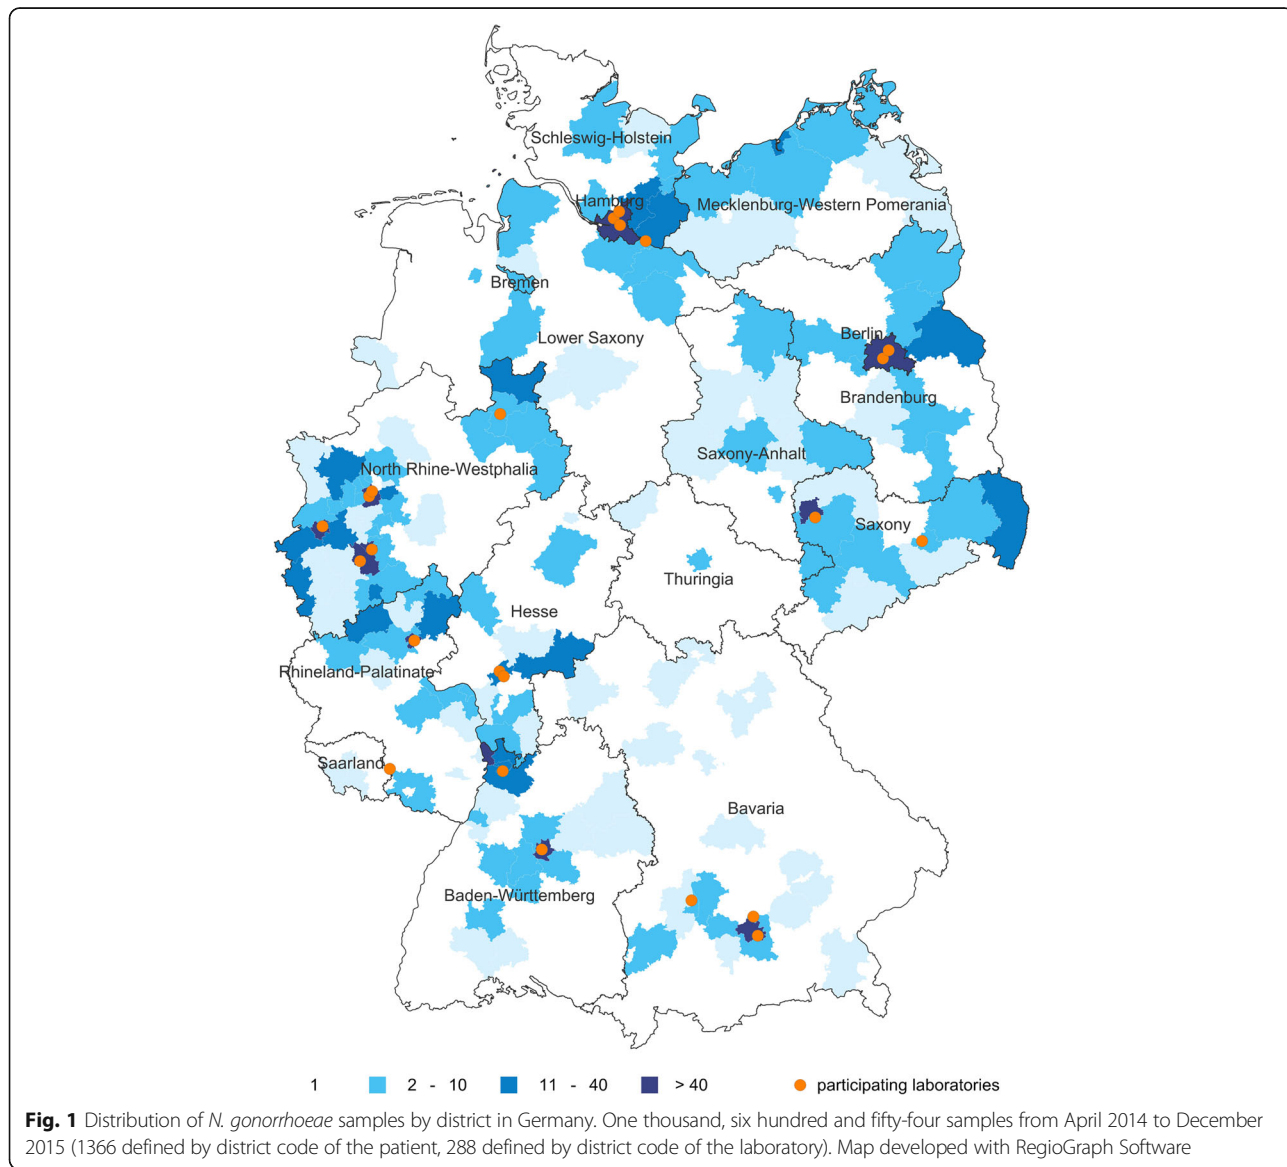 Schleswig-Holstein
Hamburg
Mecklenburg-Western Pomerania
Bremen
Lower Saxony
Berlin
Brandenburg
Saxony-Anhalt
North Rhine-Westphalia
Saxony
Thuringia
Hesse
Rhineland-Palatinate
Saarland
Bavaria
Baden-Württemberg
1 2 - 10 11 - 40 > 40 participating laboratories
Fig. 1 Distribution of N. gonorrhoeae samples by district in Germany. One thousand, six hundred and fifty-four samples from April 2014 to December
2015 (1366 defined by district code of the patient, 288 defined by district code of the laboratory). Map developed with RegioGraph Software